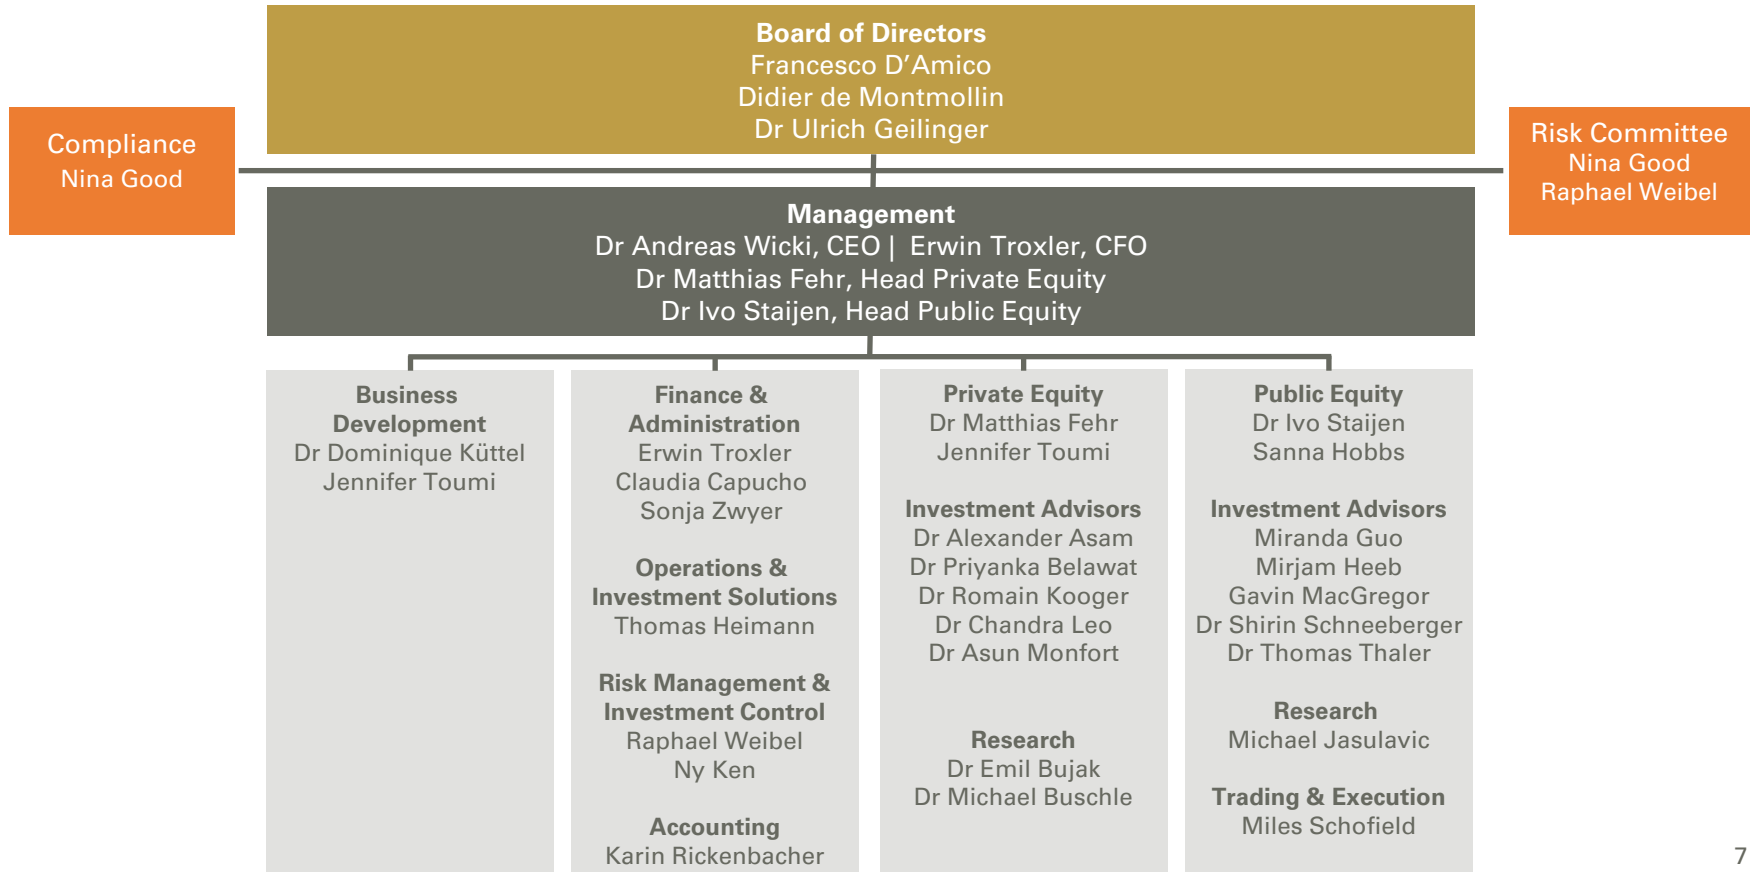 Board of Directors
Francesco D’Amico
Didier de Montmollin
Dr Ulrich Geilinger
Compliance
Nina Good
Risk Committee
Nina Good
Raphael Weibel
Management
Dr Andreas Wicki, CEO | Erwin Troxler, CFO
Dr Matthias Fehr, Head Private Equity
Dr Ivo Staijen, Head Public Equity
Business
Development
Dr Dominique Küttel
Jennifer Toumi
Finance &
Administration
Erwin Troxler
Claudia Capucho
Sonja Zwyer
Operations &
Investment Solutions
Thomas Heimann
Risk Management &
Investment Control
Raphael Weibel
Ny Ken
Accounting
Karin Rickenbacher
Private Equity
Dr Matthias Fehr
Jennifer Toumi
Investment Advisors
Dr Alexander Asam
Dr Priyanka Belawat
Dr Romain Kooger
Dr Chandra Leo
Dr Asun Monfort
Research
Dr Emil Bujak
Dr Michael Buschle
Public Equity
Dr Ivo Staijen
Sanna Hobbs
Investment Advisors
Miranda Guo
Mirjam Heeb
Gavin MacGregor
Dr Shirin Schneeberger
Dr Thomas Thaler
Research
Michael Jasulavic
Trading & Execution
Miles Schofield
7